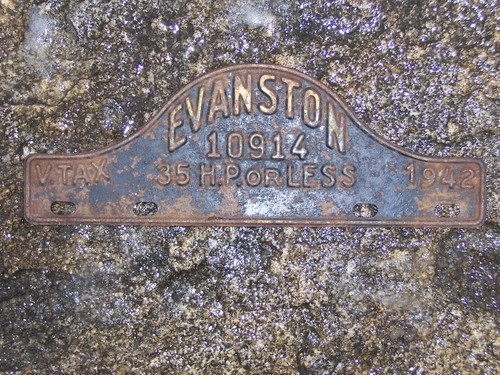 EVANSTON
10914
V.TAX 35 H.P. OR LESS 1942